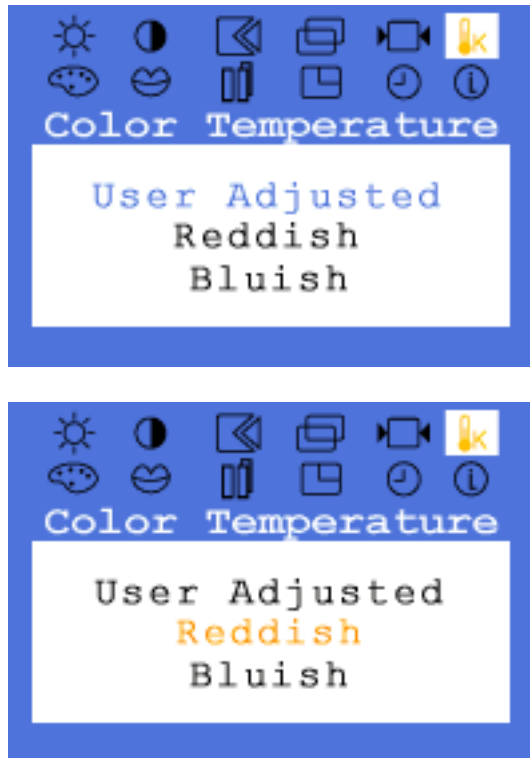 K
Color Temperature
User Adjusted
Reddish
Bluish
K
Color Temperature
User Adjusted
Reddish
Bluish